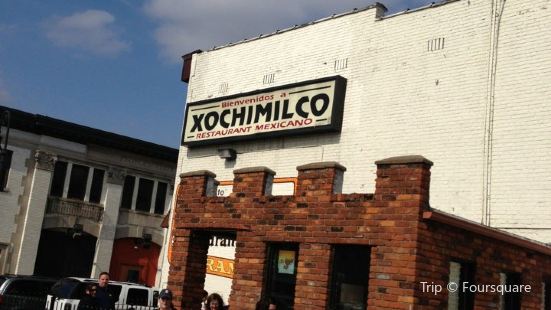 Bienvenidos a
XOCHIMILCO
RESTAURANT MEXICANO
Trip © Foursquare